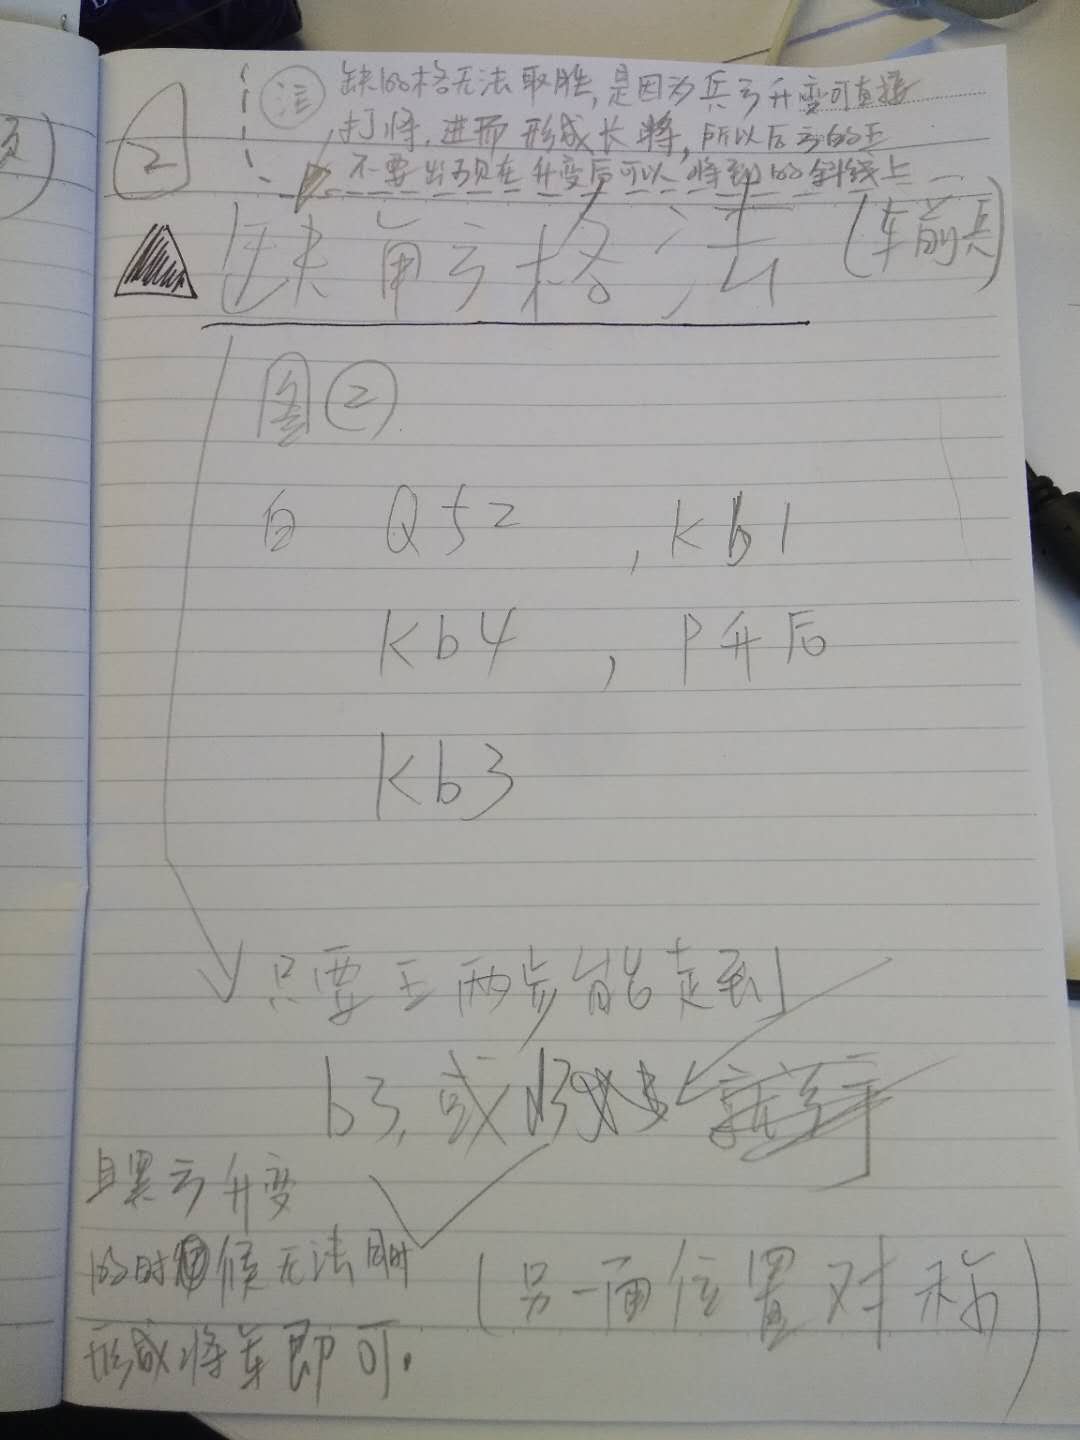 2
注 缺的格无法取胜，是因为兵方升变可直接
打将，进而形成长将，所以后方的王
不要出现在升变后可以将到的斜线上
缺角方格法（车前兵）
图②
白 Q52 , Kb1
Kb4 , P升后
Kb3
只要王两步能走到
b3, 或
且黑方升变
的时候无法同时
形成将军即可.
(另一面位置对称)